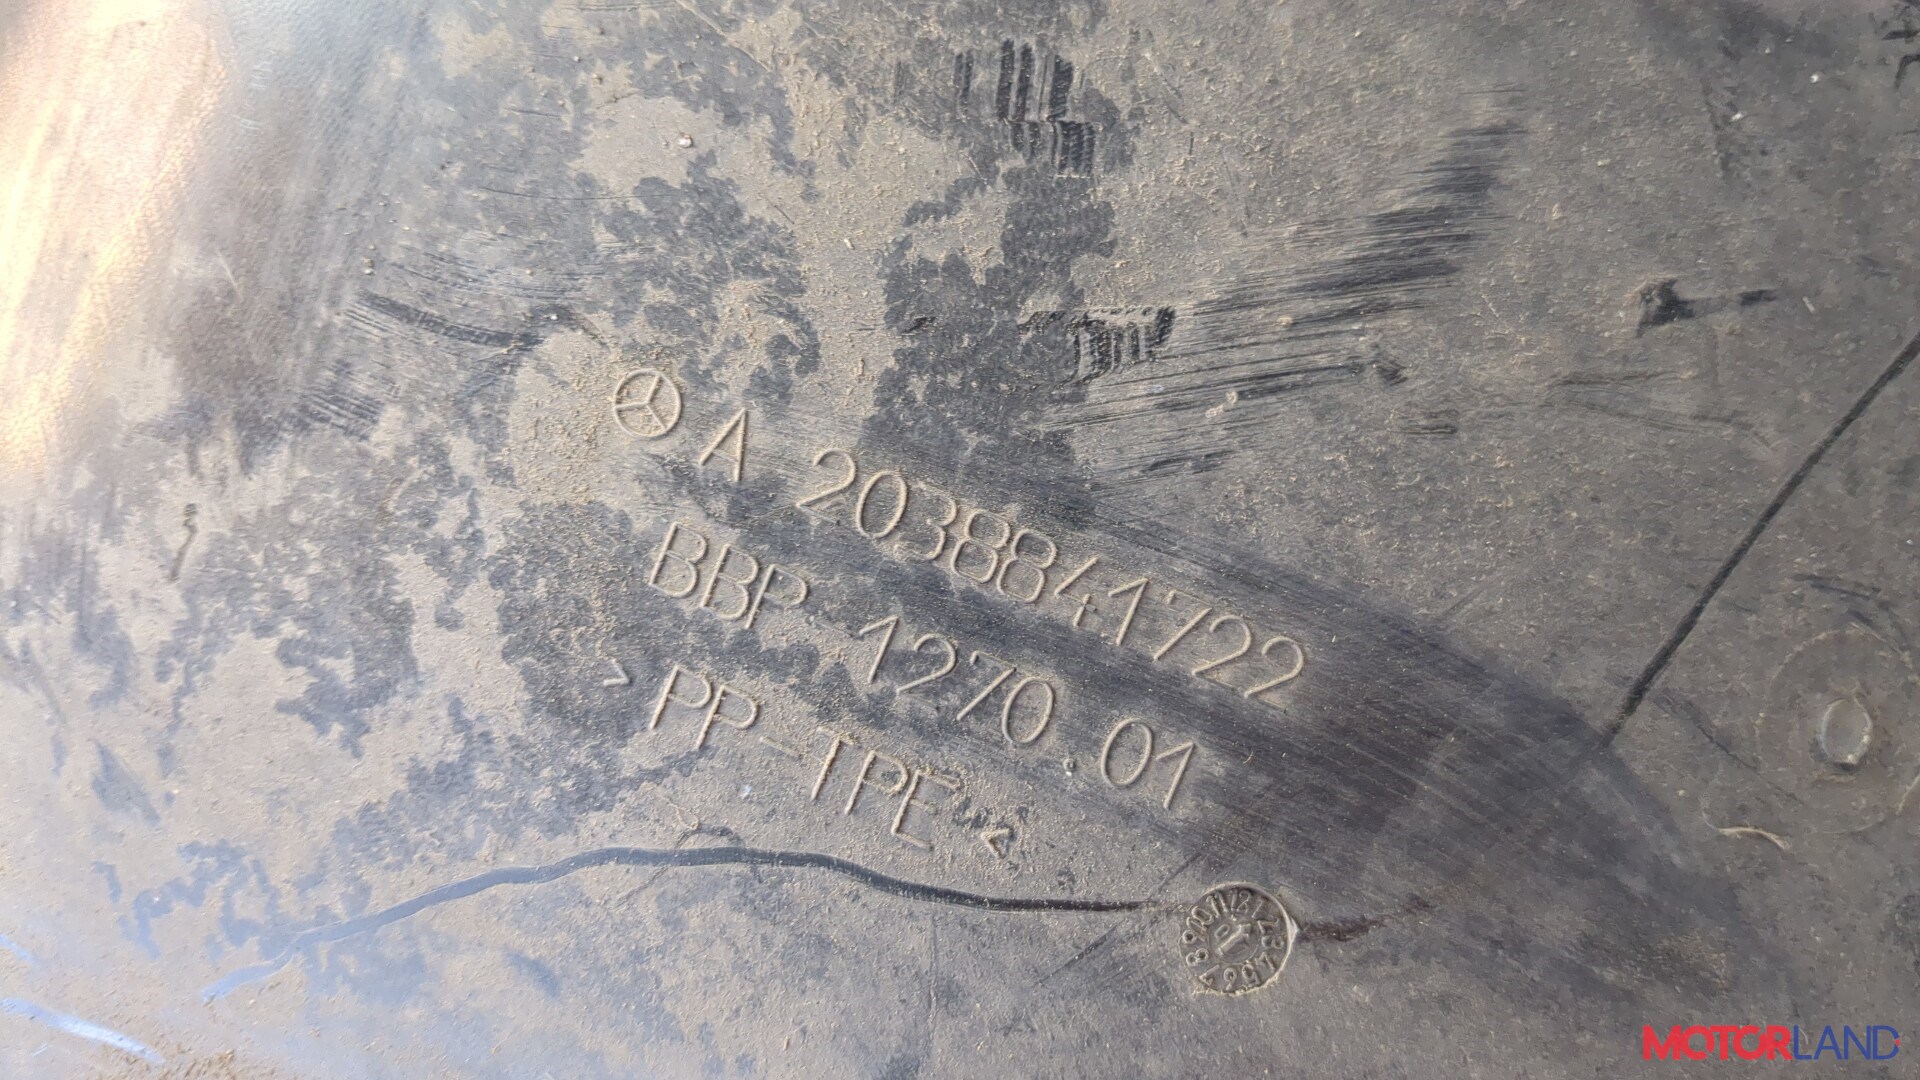 A 2038841722
BBP 1270.01
>PP-TPE<
MOTORLAND